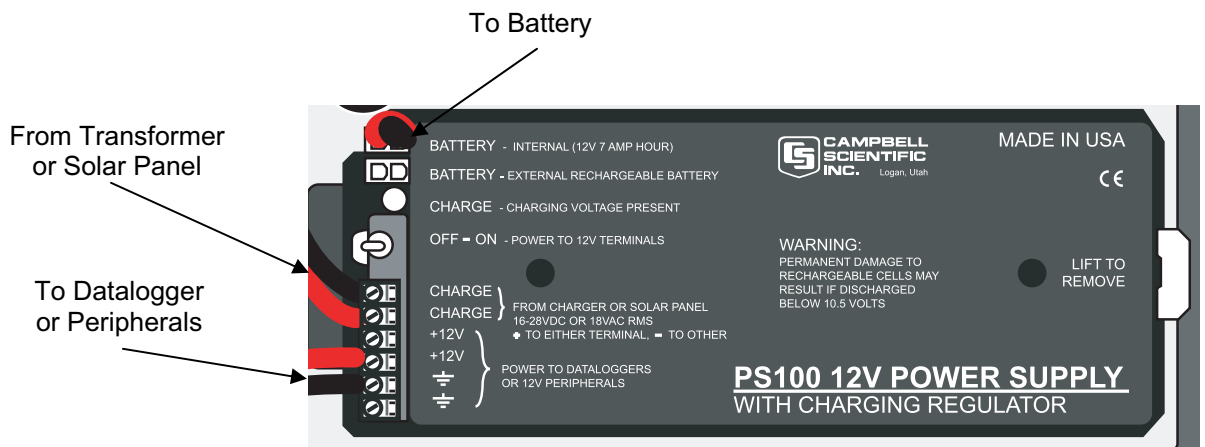 To Battery
From Transformer
or Solar Panel
To Datalogger
or Peripherals
BATTERY - INTERNAL (12V 7 AMP HOUR)
BATTERY - EXTERNAL RECHARGEABLE BATTERY
CHARGE - CHARGING VOLTAGE PRESENT
OFF - ON - POWER TO 12V TERMINALS
CHARGE
CHARGE
FROM CHARGER OR SOLAR PANEL
16-28VDC OR 18VAC RMS
+ TO EITHER TERMINAL, - TO OTHER
+12V
+12V
POWER TO DATALOGGERS
OR 12V PERIPHERALS
CAMPBELL
SCIENTIFIC
INC. Logan, Utah
MADE IN USA
CE
WARNING:
PERMANENT DAMAGE TO
RECHARGEABLE CELLS MAY
RESULT IF DISCHARGED
BELOW 10.5 VOLTS
LIFT TO
REMOVE
PS100 12V POWER SUPPLY
WITH CHARGING REGULATOR